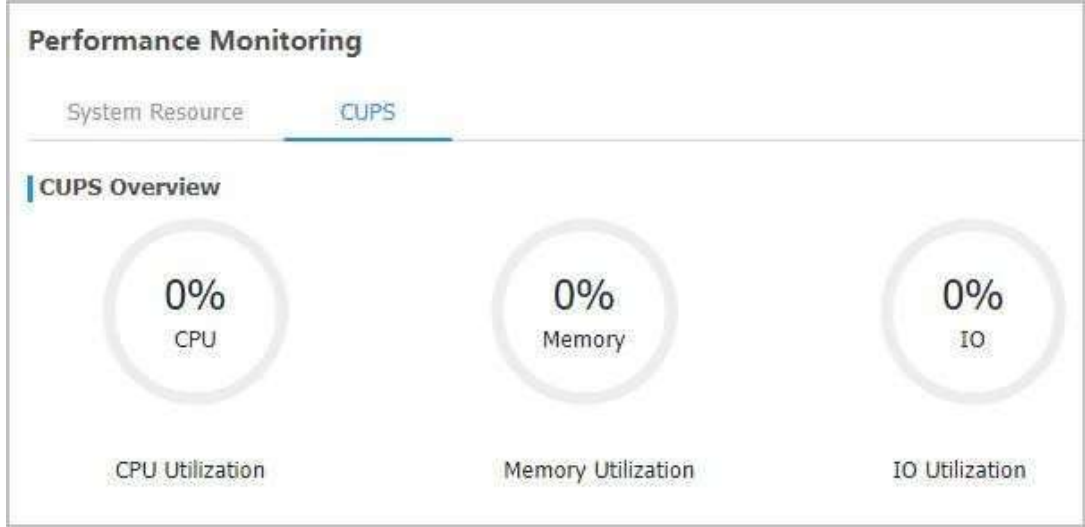 Performance Monitoring
System Resource CUPS
CUPS Overview
0% 0% 0%
CPU Memory IO
CPU Utilization Memory Utilization IO Utilization